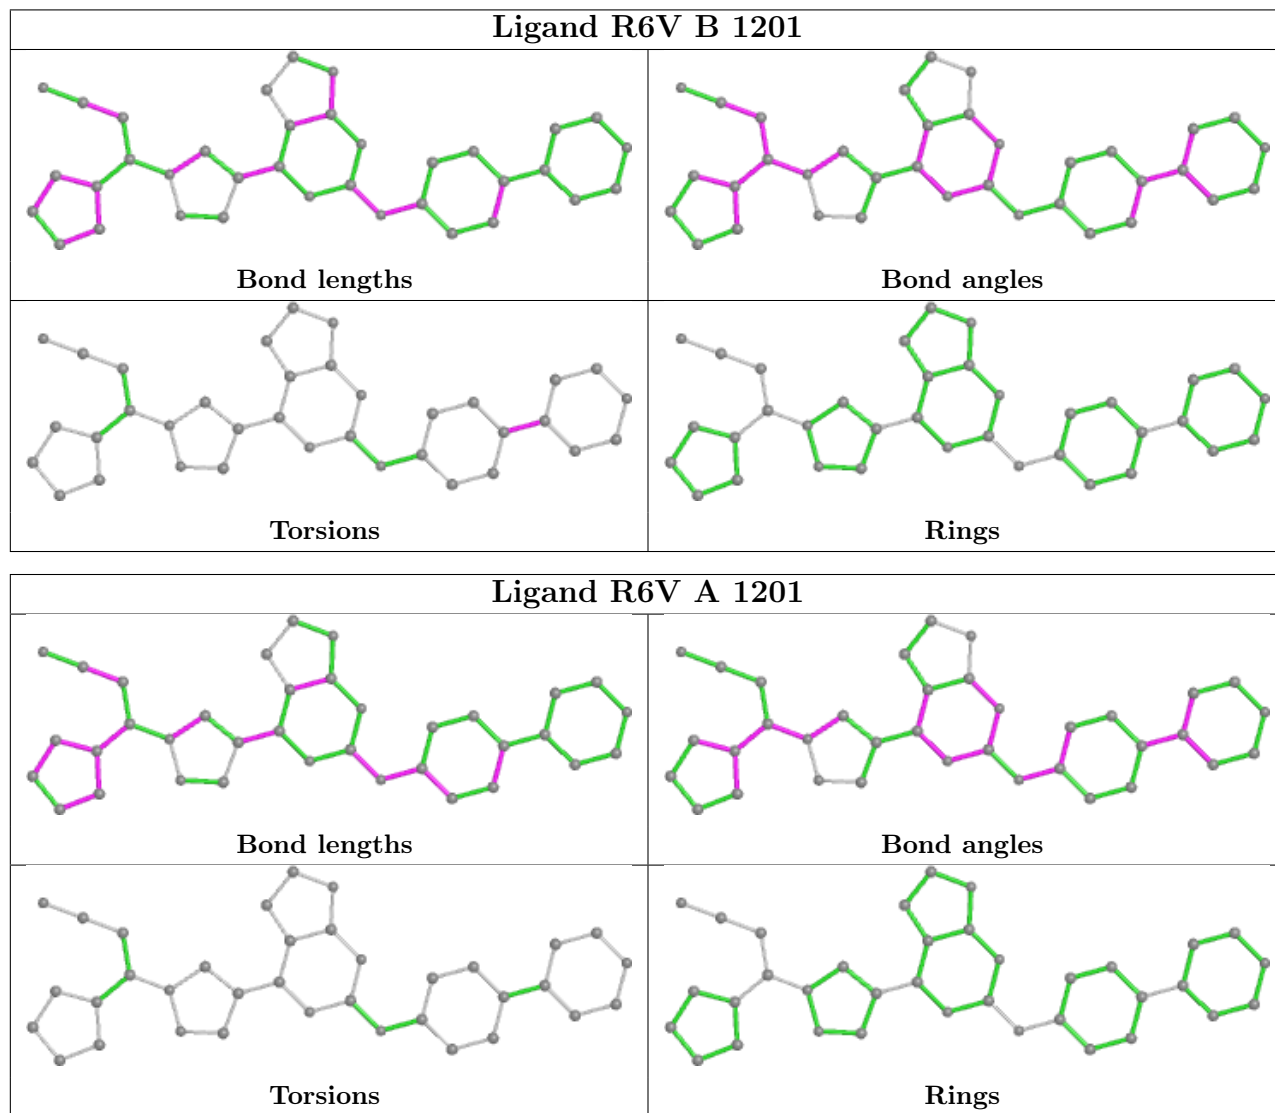 Ligand R6V B 1201
Bond lengths Bond angles
Torsions Rings
Ligand R6V A 1201
Bond lengths Bond angles
Torsions Rings